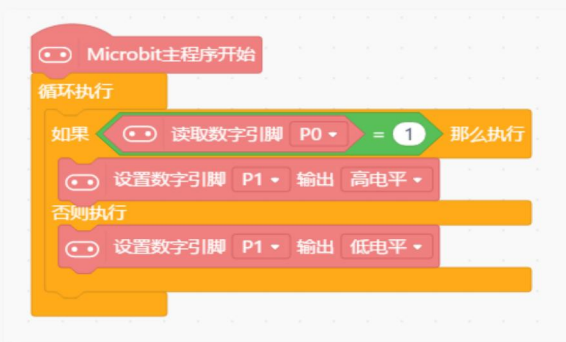 Microbit主程序开始
循环执行
如果 读取数字引脚 P0 = 1 那么执行
设置数字引脚 P1 输出 高电平
否则执行
设置数字引脚 P1 输出 低电平